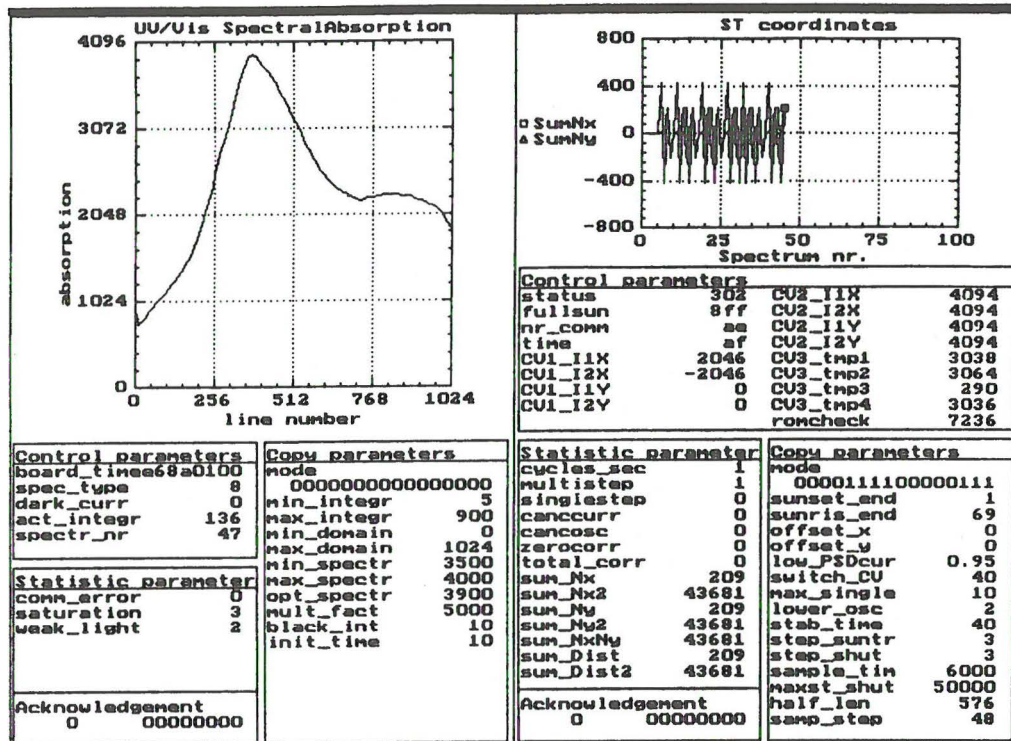 UV/Vis SpectralAbsorption
4096
3072
2048
1024
0
absorption
0 256 512 768 1024
line number
ST coordinates
800
400
0
-400
-800
SumNx
SumNy
0 25 50 75 100
Spectrum nr.
Control parameters
status 302 CV2_I1X 4094
fullsun 8ff CV2_I2X 4094
nr_comm ae CV2_I1Y 4094
time af CV2_I2Y 4094
CV1_I1X 2046 CV3_tmp1 3038
CV1_I2X -2046 CV3_tmp2 3064
CV1_I1Y 0 CV3_tmp3 290
CV1_I2Y 0 CV3_tmp4 3036
romcheck 7236
Control parameters
board_timee68a0100
spec_type 8
dark_curr 0
act_integr 136
spectr_nr 47
Statistic parameter
comm_error 0
saturation 3
weak_light 2
Acknowledgement
0 00000000
Copy parameters
mode
0000000000000000
min_integr 5
max_integr 900
min_domain 0
max_domain 1024
min_spectr 3500
max_spectr 4000
opt_spectr 3900
mult_fact 5000
black_int 10
init_time 10
Statistic parameter
cycles_sec 1
multistep 1
singlestep 0
canccurr 0
cancosc 0
zerocorr 0
total_corr 0
sum_Nx 209
sum_Nx2 43681
sum_Ny 209
sum_Ny2 43681
sum_NxNy 43681
sum_Dist 209
sum_Dist2 43681
Acknowledgement
0 00000000
Copy parameters
mode
0000111100000111
sunset_end 1
sunris_end 69
offset_x 0
offset_y 0
low_PSDcur 0.95
switch_CV 40
max_single 10
lower_osc 2
stab_time 40
step_suntr 3
step_shut 3
sample_tim 6000
maxst_shut 50000
half_len 576
samp_step 48